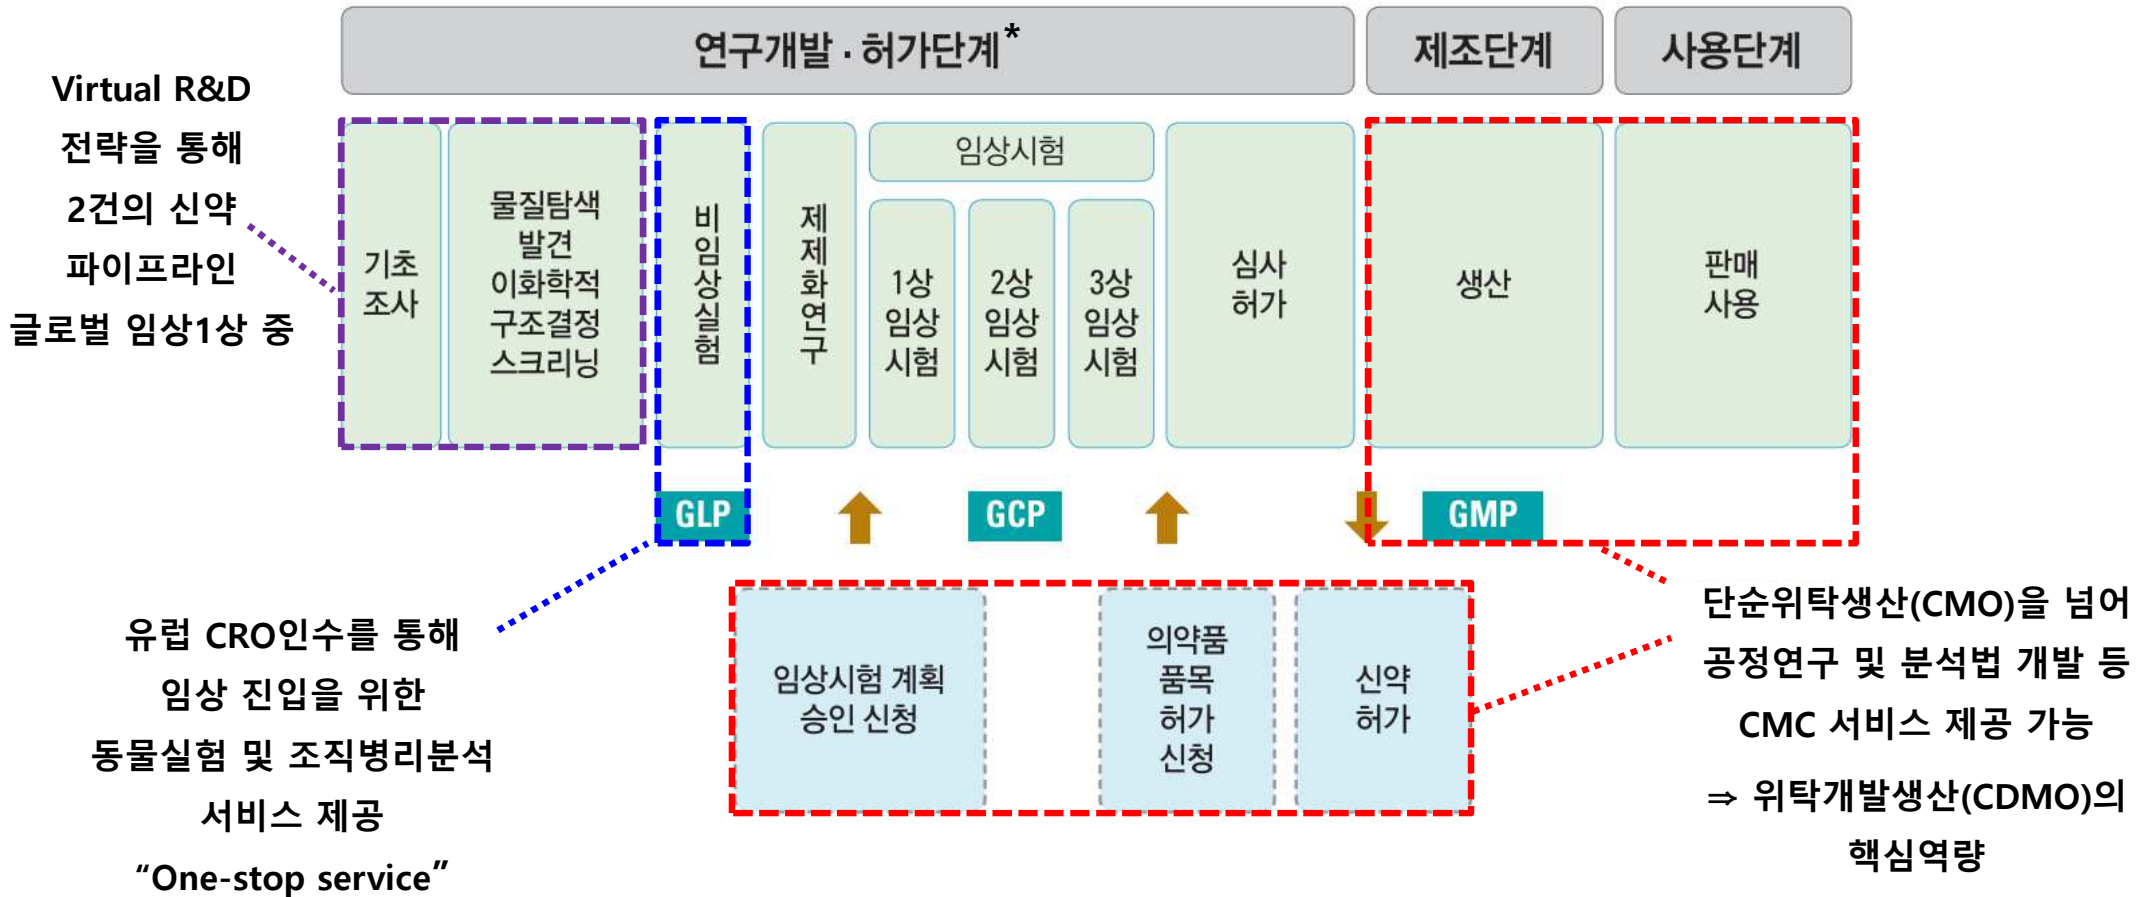 연구개발 · 허가단계*
제조단계
사용단계
Virtual R&D
전략을 통해
2건의 신약
파이프라인
글로벌 임상1상 중
기초
조사
물질탐색
발견
이화학적
구조결정
스크리닝
비임상실험
제제화연구
임상시험
1상
임상
시험
2상
임상
시험
3상
임상
시험
심사
허가
생산
판매
사용
GLP
GCP
GMP
유럽 CRO인수를 통해
임상 진입을 위한
동물실험 및 조직병리분석
서비스 제공
“One-stop service”
임상시험 계획
승인 신청
의약품
품목
허가
신청
신약
허가
단순위탁생산(CMO)을 넘어
공정연구 및 분석법 개발 등
CMC 서비스 제공 가능
⇒ 위탁개발생산(CDMO)의
핵심역량